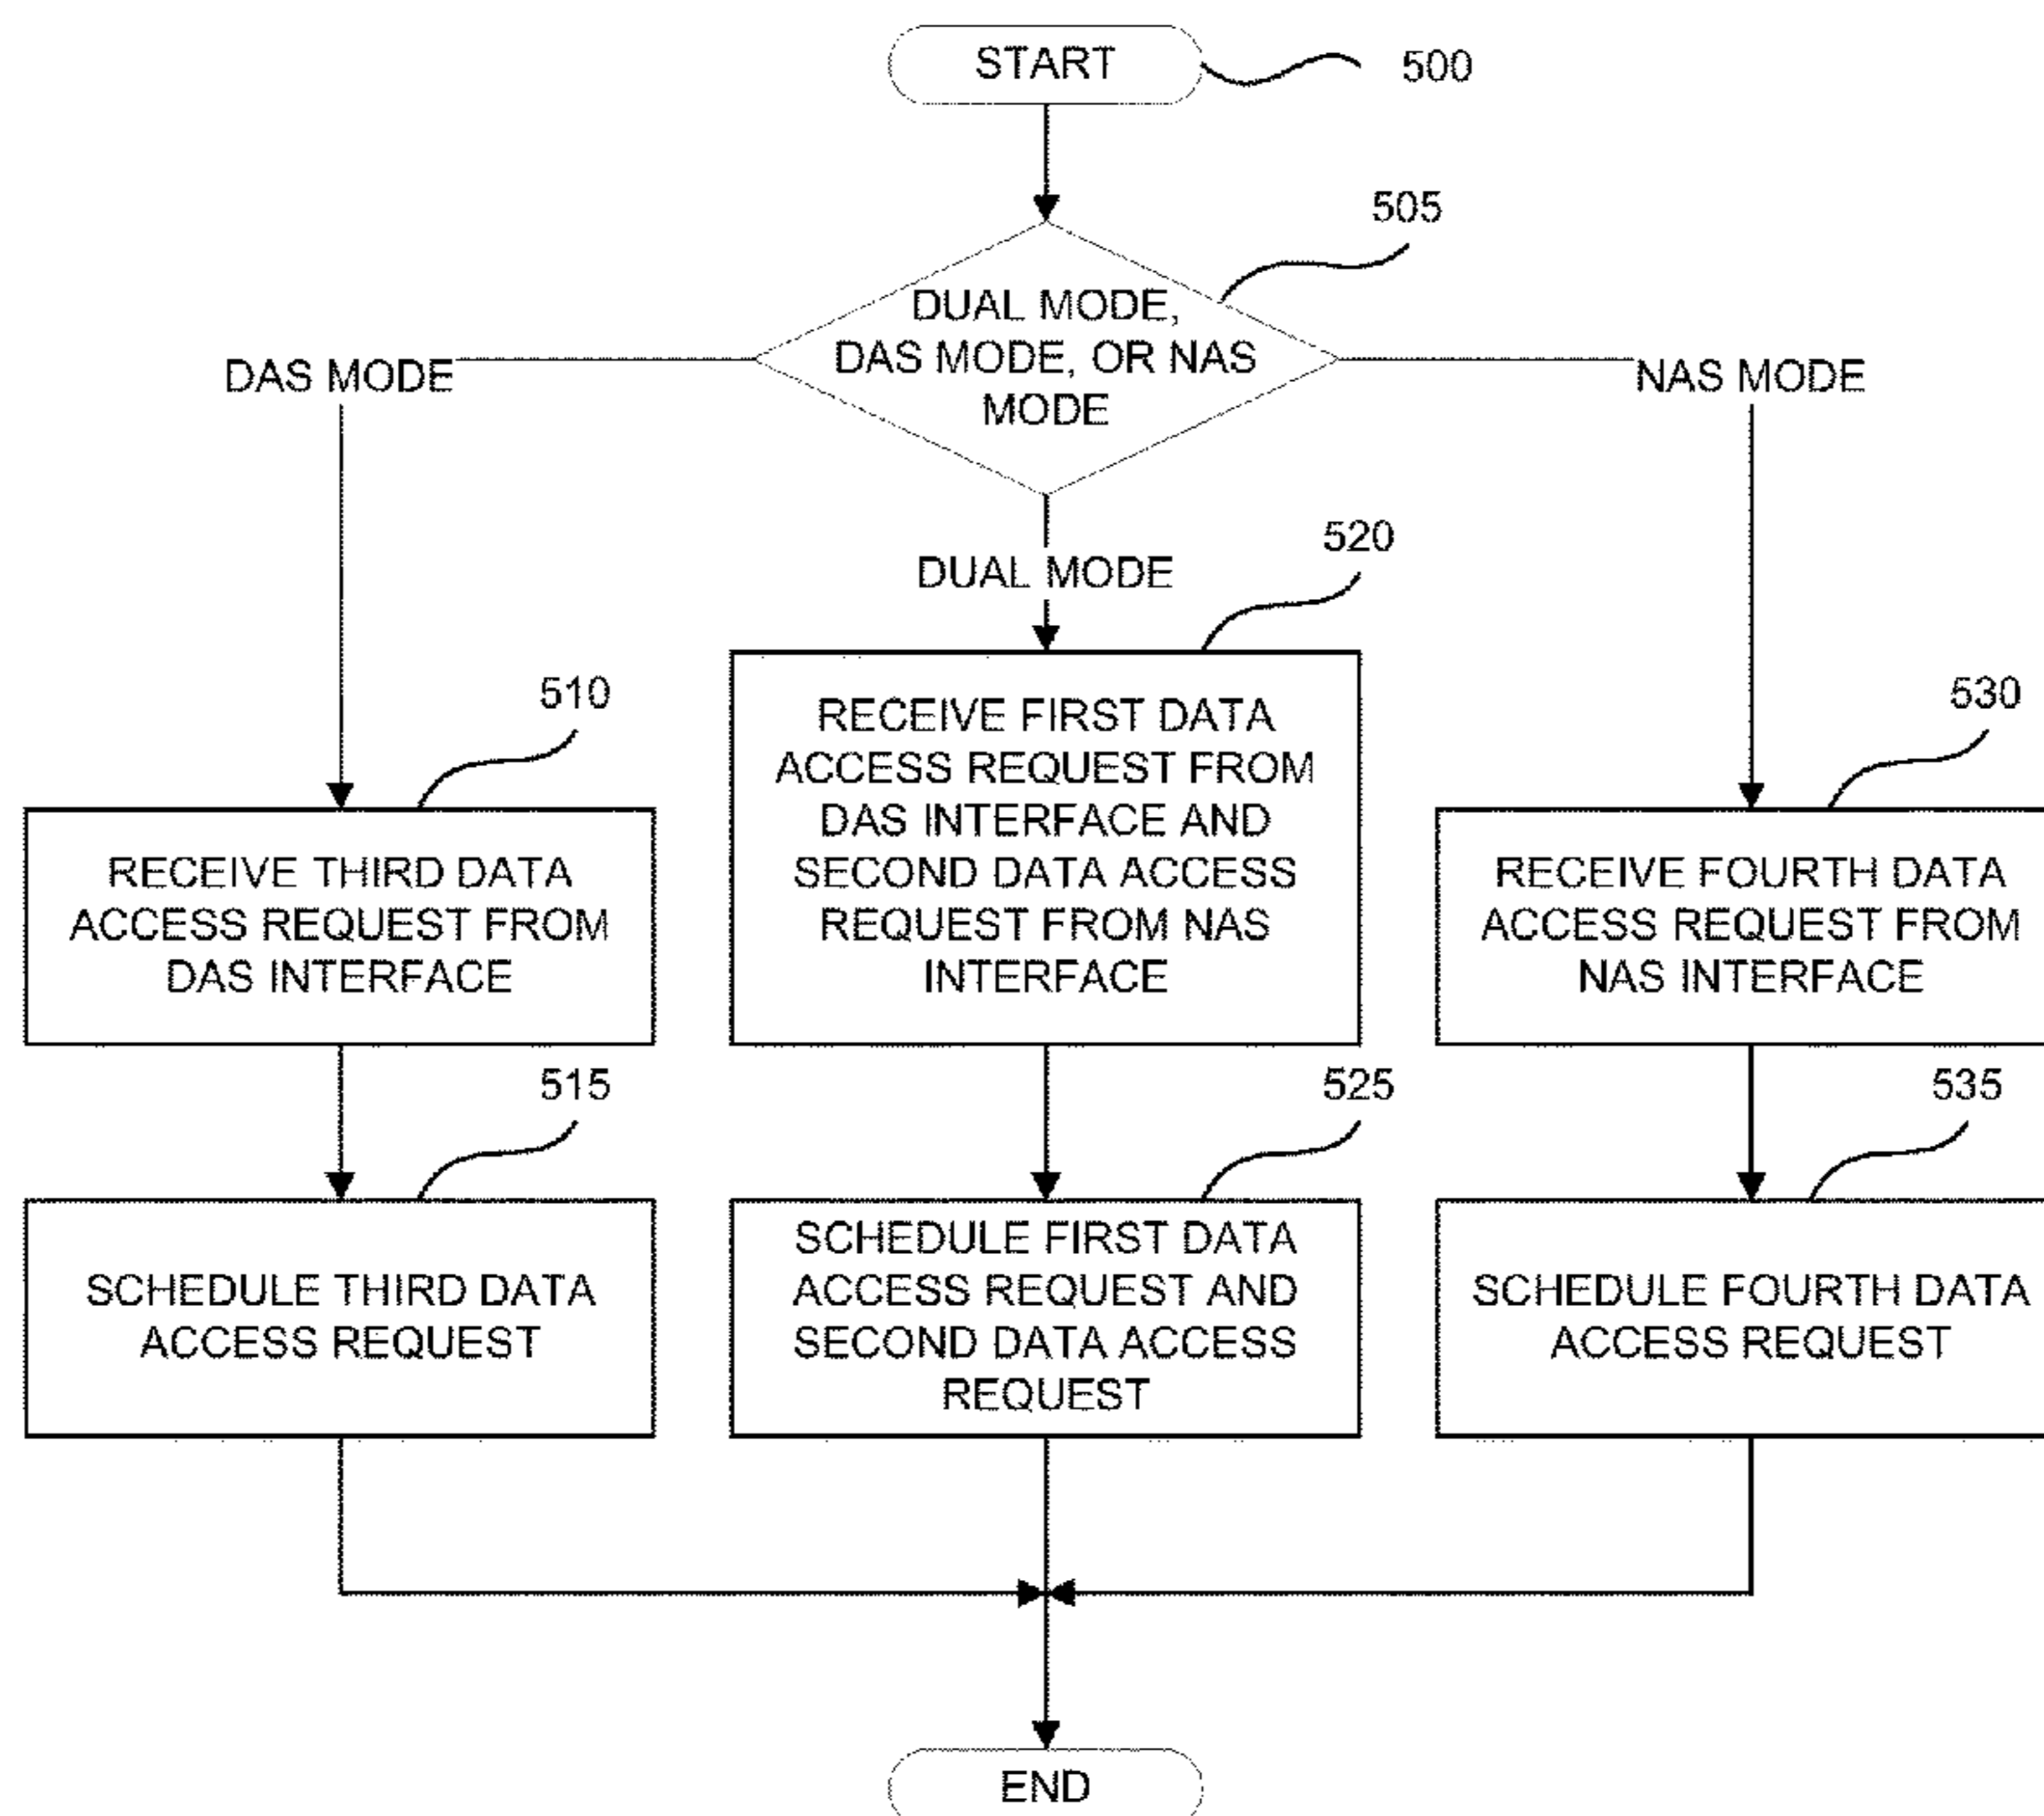 START
500
505
DUAL MODE,
DAS MODE, OR NAS
MODE
DAS MODE
NAS MODE
DUAL MODE
520
510
530
RECEIVE FIRST DATA
ACCESS REQUEST FROM
DAS INTERFACE AND
SECOND DATA ACCESS
REQUEST FROM NAS
INTERFACE
RECEIVE THIRD DATA
ACCESS REQUEST FROM
DAS INTERFACE
RECEIVE FOURTH DATA
ACCESS REQUEST FROM
NAS INTERFACE
515
525
535
SCHEDULE THIRD DATA
ACCESS REQUEST
SCHEDULE FIRST DATA
ACCESS REQUEST AND
SECOND DATA ACCESS
REQUEST
SCHEDULE FOURTH DATA
ACCESS REQUEST
END